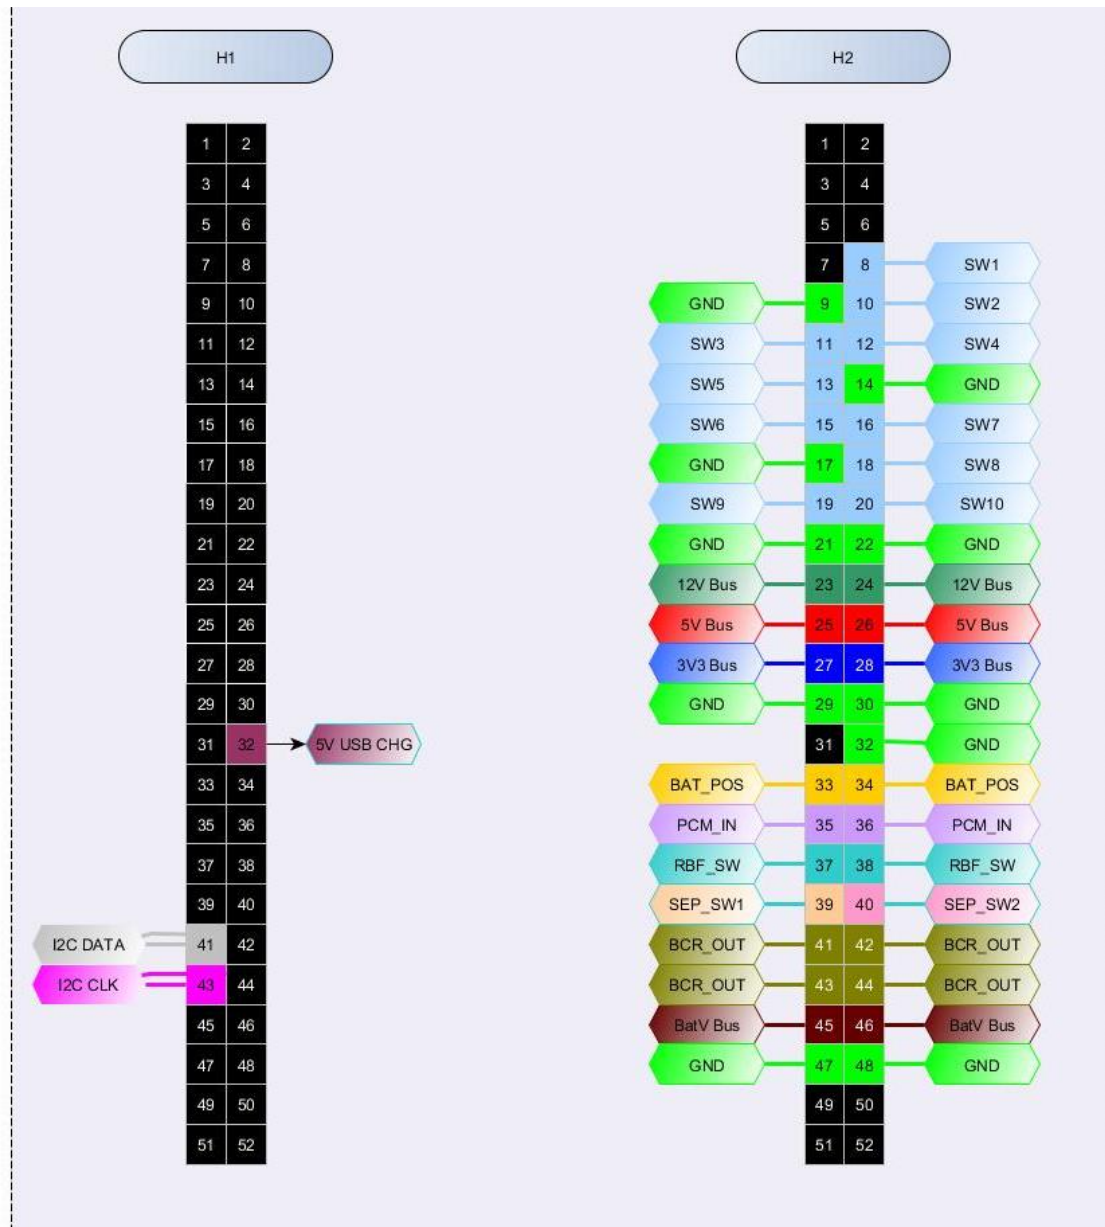 H1 H2
1 2 1 2
3 4 3 4
5 6 5 6
7 8 7 8 SW1
9 10 GND 9 10 SW2
11 12 SW3 11 12 SW4
13 14 SW5 13 14 GND
15 16 SW6 15 16 SW7
17 18 GND 17 18 SW8
19 20 SW9 19 20 SW10
21 22 GND 21 22 GND
23 24 12V Bus 23 24 12V Bus
25 26 5V Bus 25 26 5V Bus
27 28 3V3 Bus 27 28 3V3 Bus
29 30 GND 29 30 GND
31 32 5V USB CHG 31 32 GND
33 34 BAT_POS 33 34 BAT_POS
35 36 PCM_IN 35 36 PCM_IN
37 38 RBF_SW 37 38 RBF_SW
39 40 SEP_SW1 39 40 SEP_SW2
I2C DATA 41 42 BCR_OUT 41 42 BCR_OUT
I2C CLK 43 44 BCR_OUT 43 44 BCR_OUT
45 46 BatV Bus 45 46 BatV Bus
47 48 GND 47 48 GND
49 50 49 50
51 52 51 52